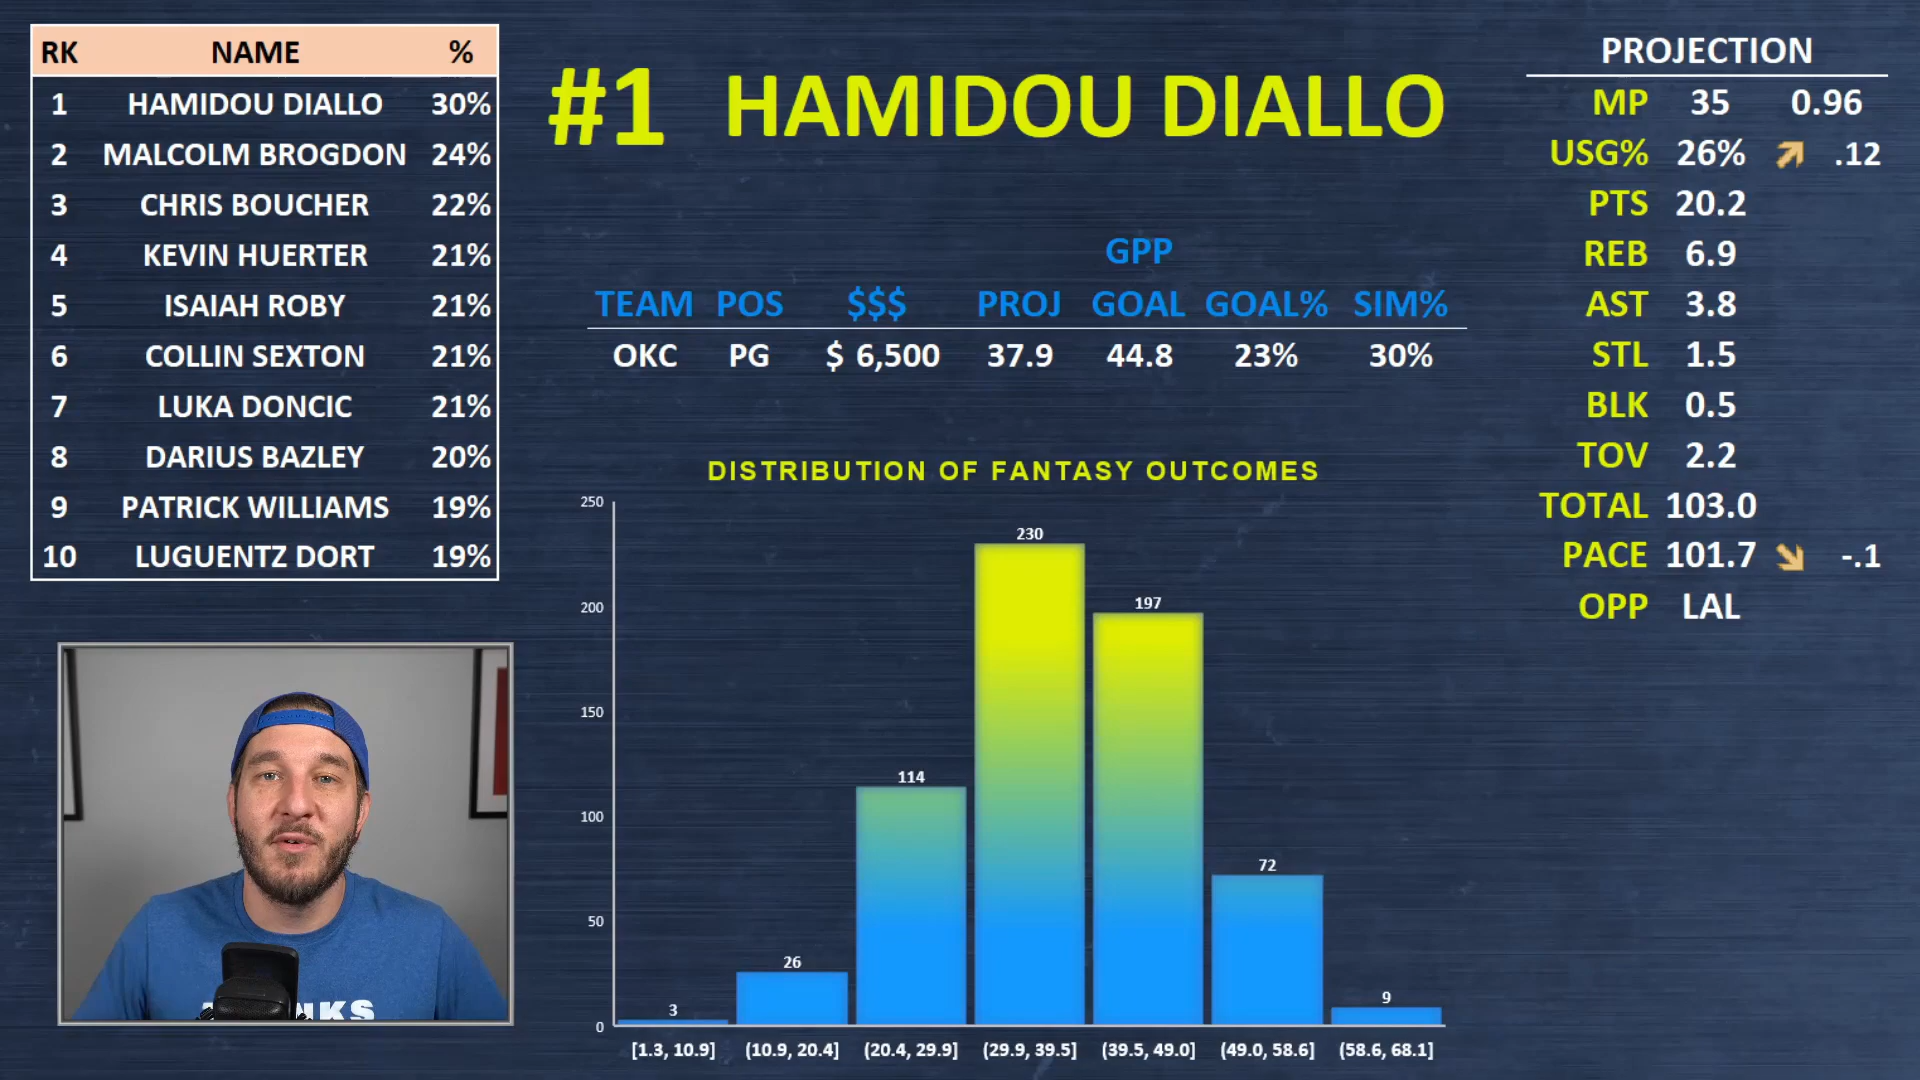 RK NAME %
1 HAMIDOU DIALLO 30%
2 MALCOLM BROGDON 24%
3 CHRIS BOUCHER 22%
4 KEVIN HUERTER 21%
5 ISAIAH ROBY 21%
6 COLLIN SEXTON 21%
7 LUKA DONCIC 21%
8 DARIUS BAZLEY 20%
9 PATRICK WILLIAMS 19%
10 LUGUENTZ DORT 19%
#1 HAMIDOU DIALLO
GPP
TEAM POS $$$ PROJ GOAL GOAL% SIM%
OKC PG $ 6,500 37.9 44.8 23% 30%
DISTRIBUTION OF FANTASY OUTCOMES
250
200
150
100
50
0
3
26
114
230
197
72
9
[1.3, 10.9] (10.9, 20.4] (20.4, 29.9] (29.9, 39.5] (39.5, 49.0] (49.0, 58.6] (58.6, 68.1]
PROJECTION
MP 35 0.96
USG% 26% .12
PTS 20.2
REB 6.9
AST 3.8
STL 1.5
BLK 0.5
TOV 2.2
TOTAL 103.0
PACE 101.7 -.1
OPP LAL